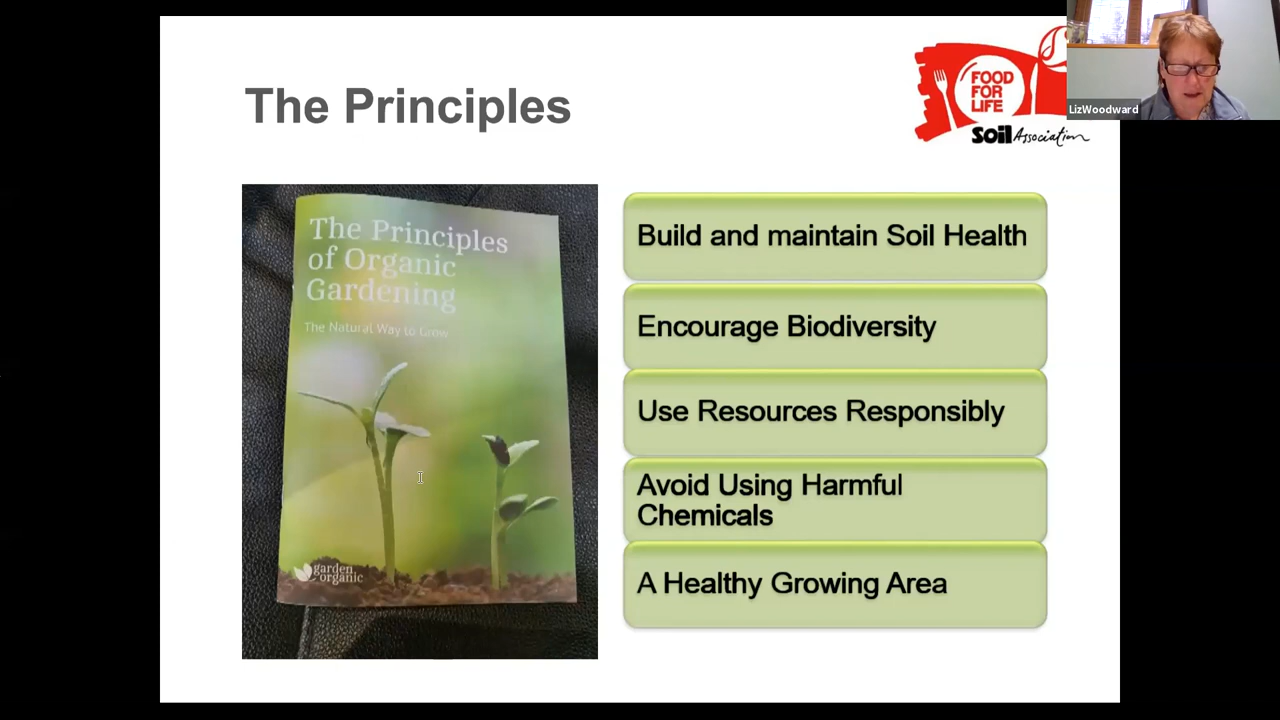 The Principles
FOOD
FOR
LIFE
Soil Association
LizWoodward
The Principles
of Organic
Gardening
The Natural Way to Grow
garden
organic
Build and maintain Soil Health
Encourage Biodiversity
Use Resources Responsibly
Avoid Using Harmful
Chemicals
A Healthy Growing Area